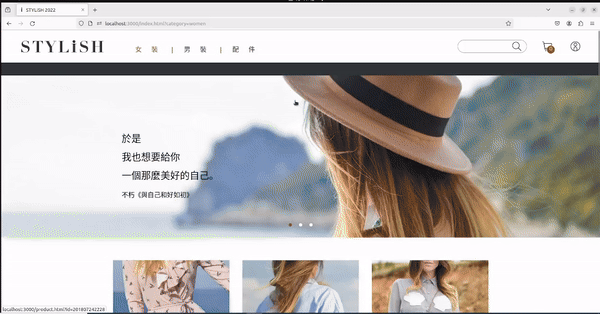 STYLiSH 2022
localhost:3000/index.html?category=women
STYLiSH
女裝 | 男裝 | 配件
於是
我也想要給你
一個那麼美好的自己。
不朽《與自己和好如初》
localhost:3000/product.html?id=201807242228